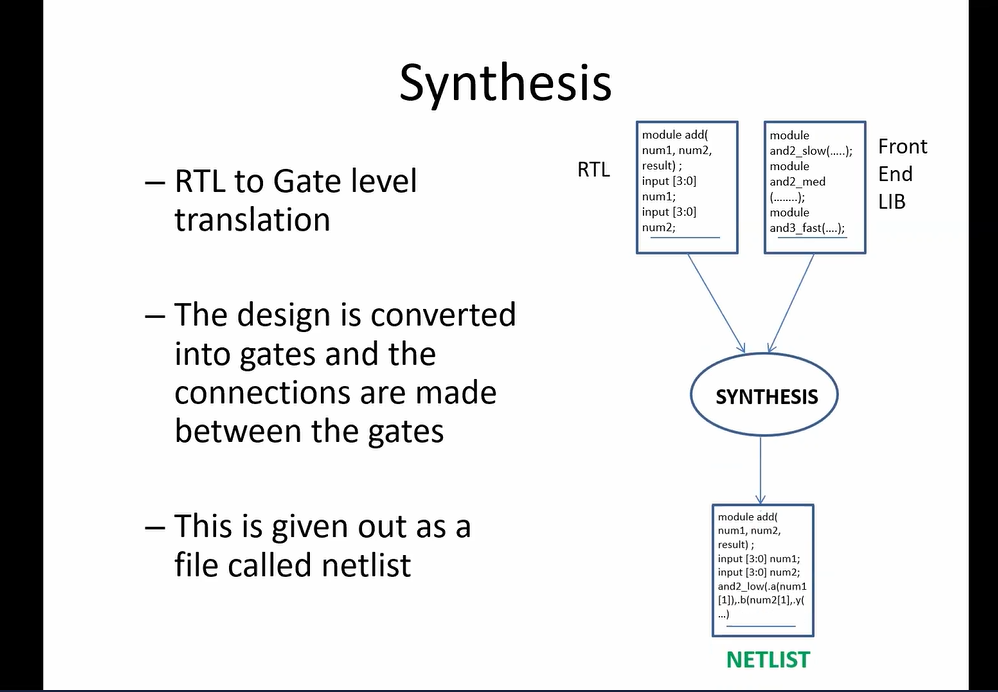 Synthesis
– RTL to Gate level
translation
– The design is converted
into gates and the
connections are made
between the gates
– This is given out as a
file called netlist
RTL
module add(
num1, num2,
result) ;
input [3:0]
num1;
input [3:0]
num2;
module
and2_slow(.....);
module
and2_med
(........);
module
and3_fast(....);
Front
End
LIB
SYNTHESIS
module add(
num1, num2,
result) ;
input [3:0] num1;
input [3:0] num2;
and2_low(.a(num1
[1]),.b(num2[1],.y(
...)
NETLIST